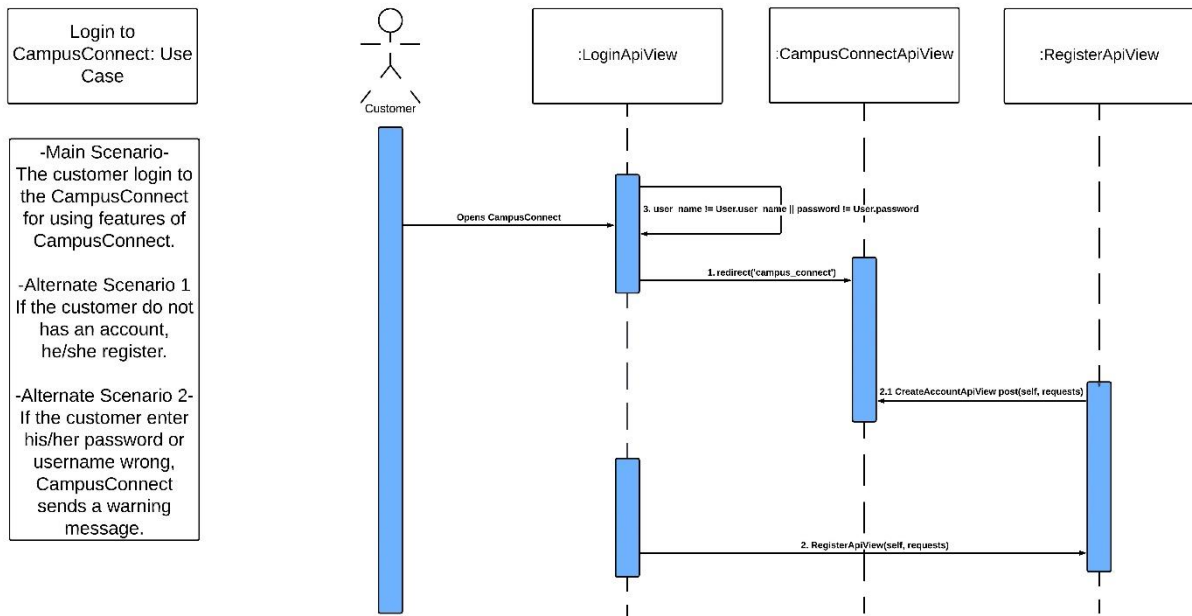 Login to
CampusConnect: Use
Case
-Main Scenario-
The customer login to
the CampusConnect
for using features of
CampusConnect.
-Alternate Scenario 1
If the customer do not
has an account,
he/she register.
-Alternate Scenario 2-
If the customer enter
his/her password or
username wrong,
CampusConnect
sends a warning
message.
Customer
:LoginApiView
:CampusConnectApiView
:RegisterApiView
3. user_name != User.user_name || password != User.password
Opens CampusConnect
1. redirect('campus_connect')
2.1 CreateAccountApiView post(self, requests)
2. RegisterApiView(self, requests)